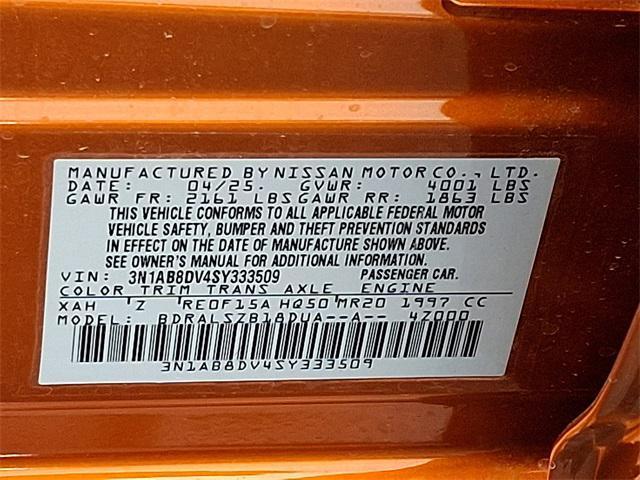 MANUFACTURED BY NISSAN MOTOR CO., LTD.
DATE: 04/25. GVWR: 4001 LBS
GAWR FR: 2161 LBS GAWR RR: 1863 LBS
THIS VEHICLE CONFORMS TO ALL APPLICABLE FEDERAL MOTOR
VEHICLE SAFETY, BUMPER AND THEFT PREVENTION STANDARDS
IN EFFECT ON THE DATE OF MANUFACTURE SHOWN ABOVE.
SEE OWNER'S MANUAL FOR ADDITIONAL INFORMATION.
VIN: 3N1AB8DV4SY333509 PASSENGER CAR.
COLOR TRIM TRANS AXLE ENGINE
XAH Z RE0F15A HQ50 MR20 1997 CC
MODEL: BDRALSZB18DUA--A-- 4Z000
3N1AB8DV4SY333509